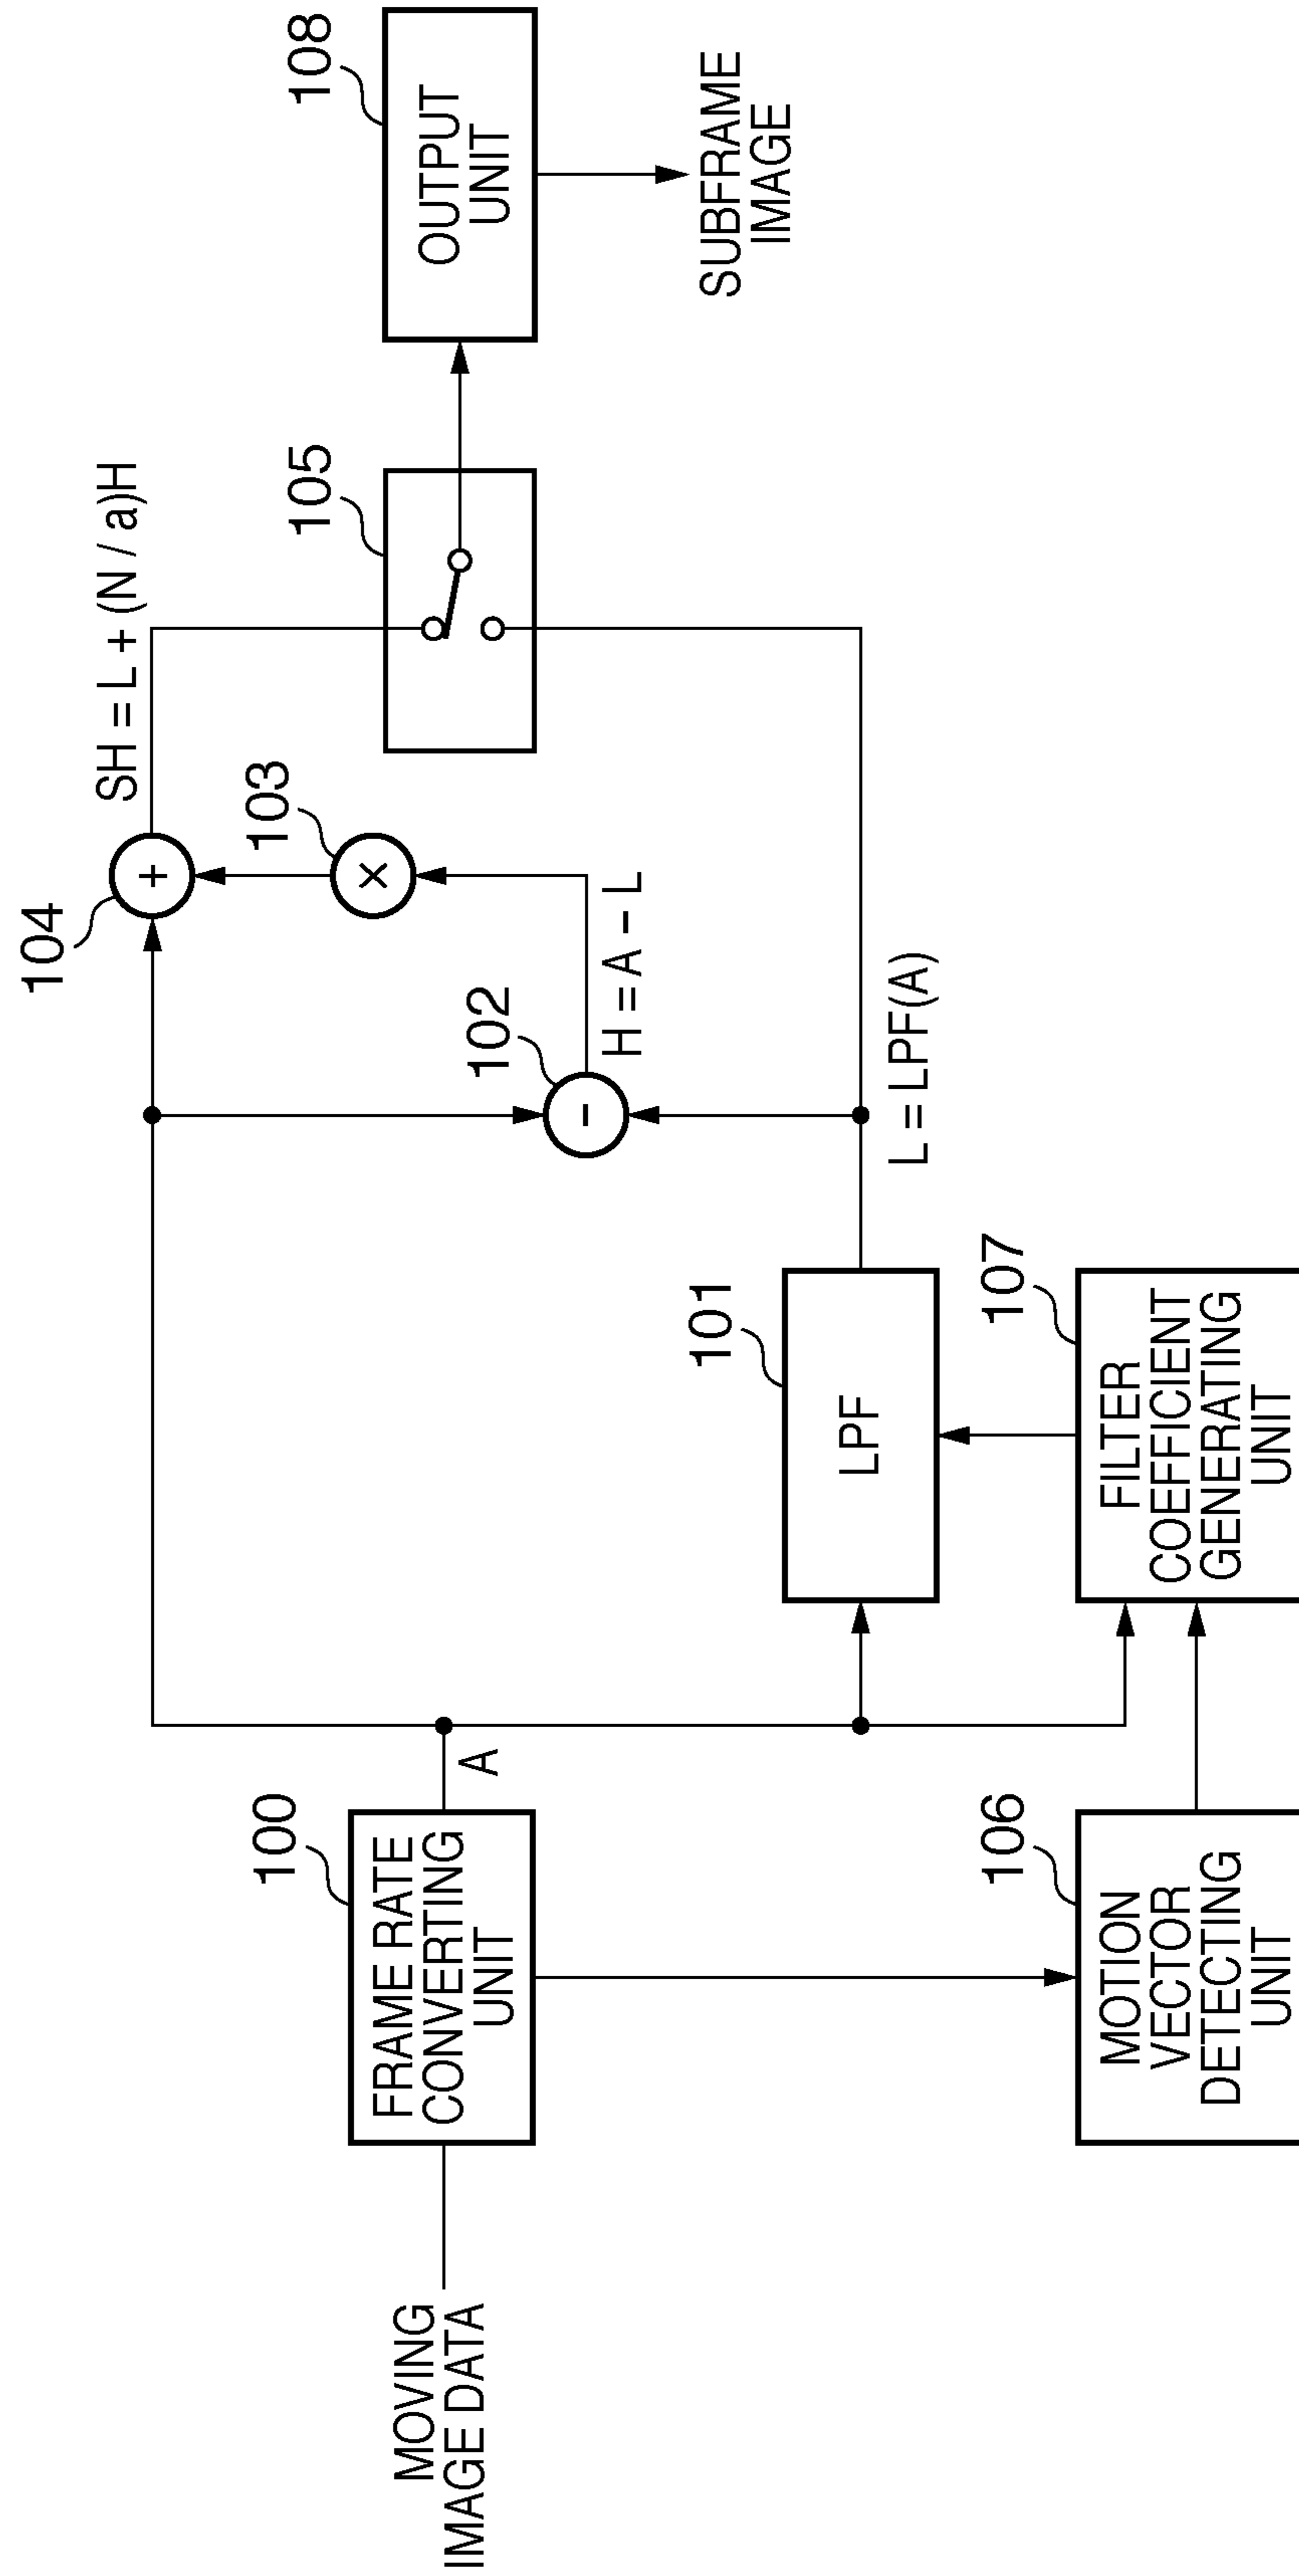 MOVING
IMAGE DATA
100
FRAME RATE
CONVERTING
UNIT
A
106
MOTION
VECTOR
DETECTING
UNIT
101
LPF
107
FILTER
COEFFICIENT
GENERATING
UNIT
L = LPF(A)
102
-
H = A - L
103
×
104
+
SH = L + (N / a)H
105
108
OUTPUT
UNIT
SUBFRAME
IMAGE